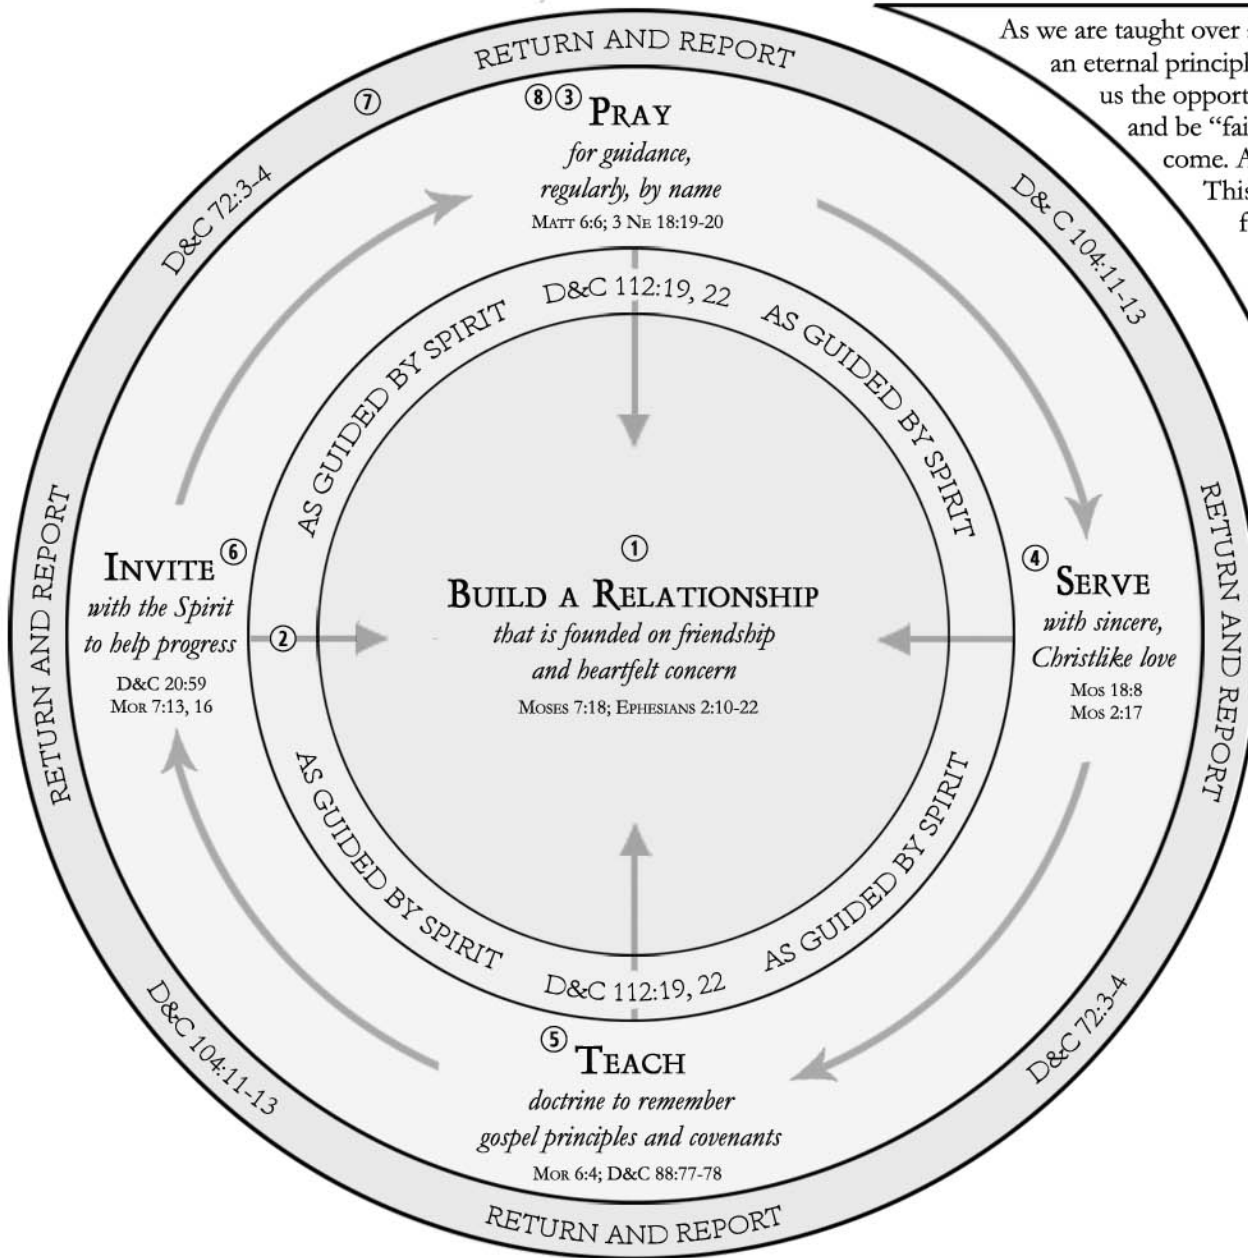 As we are taught over
an eternal principl
us the opport
and be “fai
come. A
This
f
RETURN AND REPORT
⑦
⑧ ③
PRAY
for guidance,
regularly, by name
MATT 6:6; 3 NE 18:19-20
D&C 72:3-4
D&C 104:11-13
D&C 112:19, 22
AS GUIDED BY SPIRIT
AS GUIDED BY SPIRIT
RETURN AND REPORT
INVITE ⑥
with the Spirit
to help progress
D&C 20:59
MOR 7:13, 16
②
①
BUILD A RELATIONSHIP
that is founded on friendship
and heartfelt concern
MOSES 7:18; EPHESIANS 2:10-22
④
SERVE
with sincere,
Christlike love
MOS 18:8
MOS 2:17
RETURN AND REPORT
AS GUIDED BY SPIRIT
AS GUIDED BY SPIRIT
D&C 112:19, 22
D&C 104:11-13
D&C 72:3-4
⑤
TEACH
doctrine to remember
gospel principles and covenants
MOR 6:4; D&C 88:77-78
RETURN AND REPORT